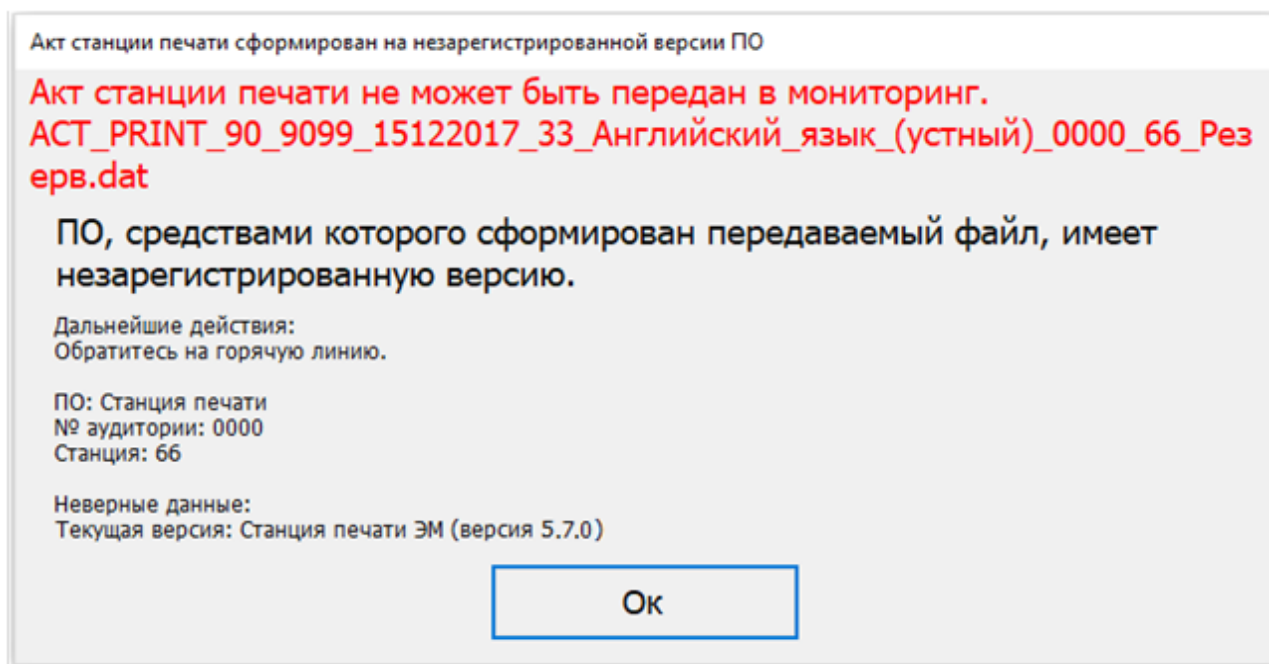 Акт станции печати сформирован на незарегистрированной версии ПО
Акт станции печати не может быть передан в мониторинг.
ACT_PRINT_90_9099_15122017_33_Английский_язык_(устный)_0000_66_Рез
ерв.dat
ПО, средствами которого сформирован передаваемый файл, имеет
незарегистрированную версию.
Дальнейшие действия:
Обратитесь на горячую линию.
ПО: Станция печати
№ аудитории: 0000
Станция: 66
Неверные данные:
Текущая версия: Станция печати ЭМ (версия 5.7.0)
Ок